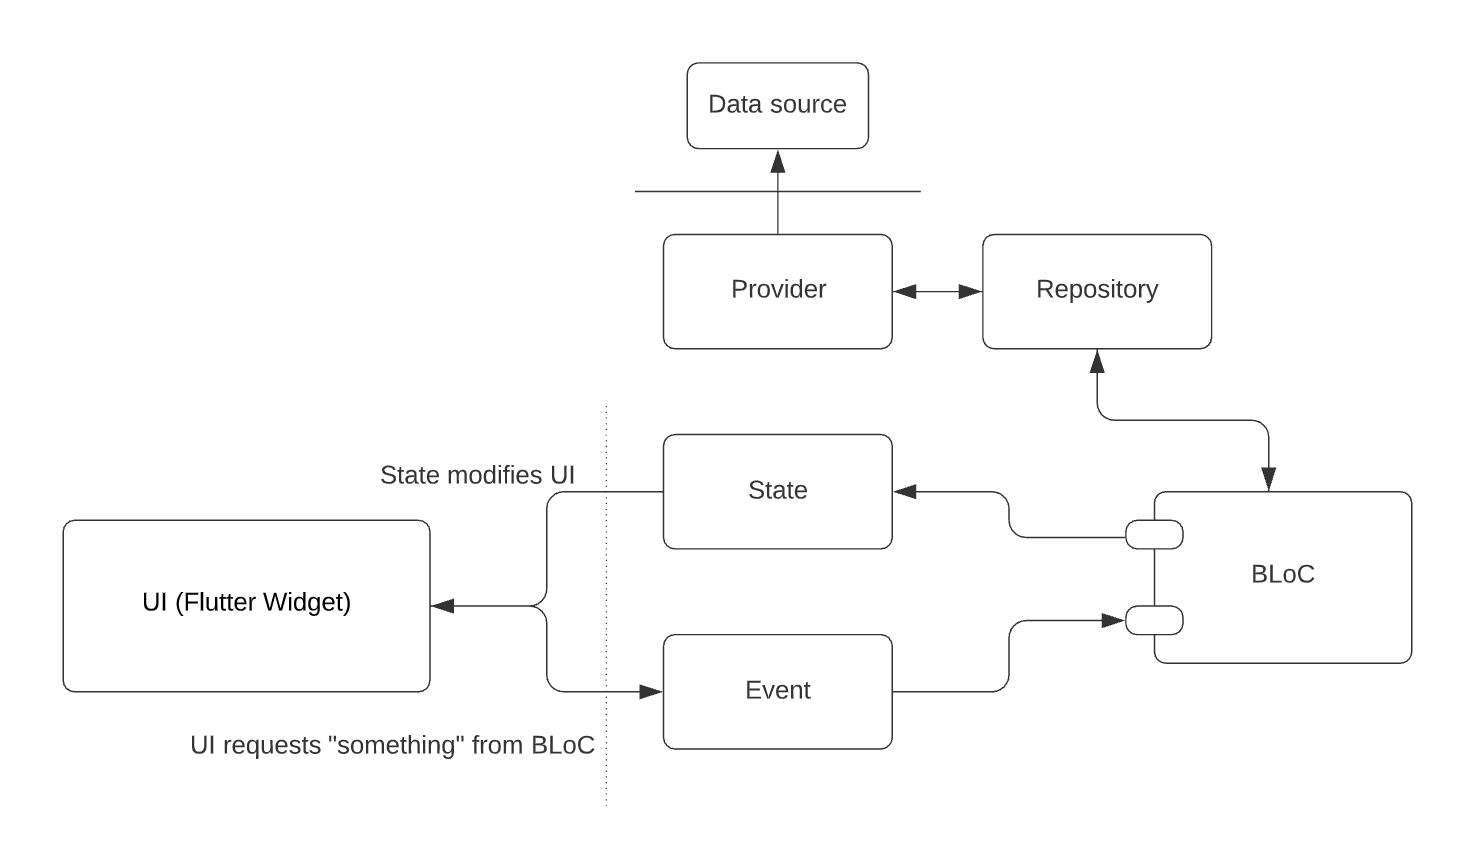 Data source
Provider
Repository
State modifies UI
State
UI (Flutter Widget)
BLoC
Event
UI requests "something" from BLoC